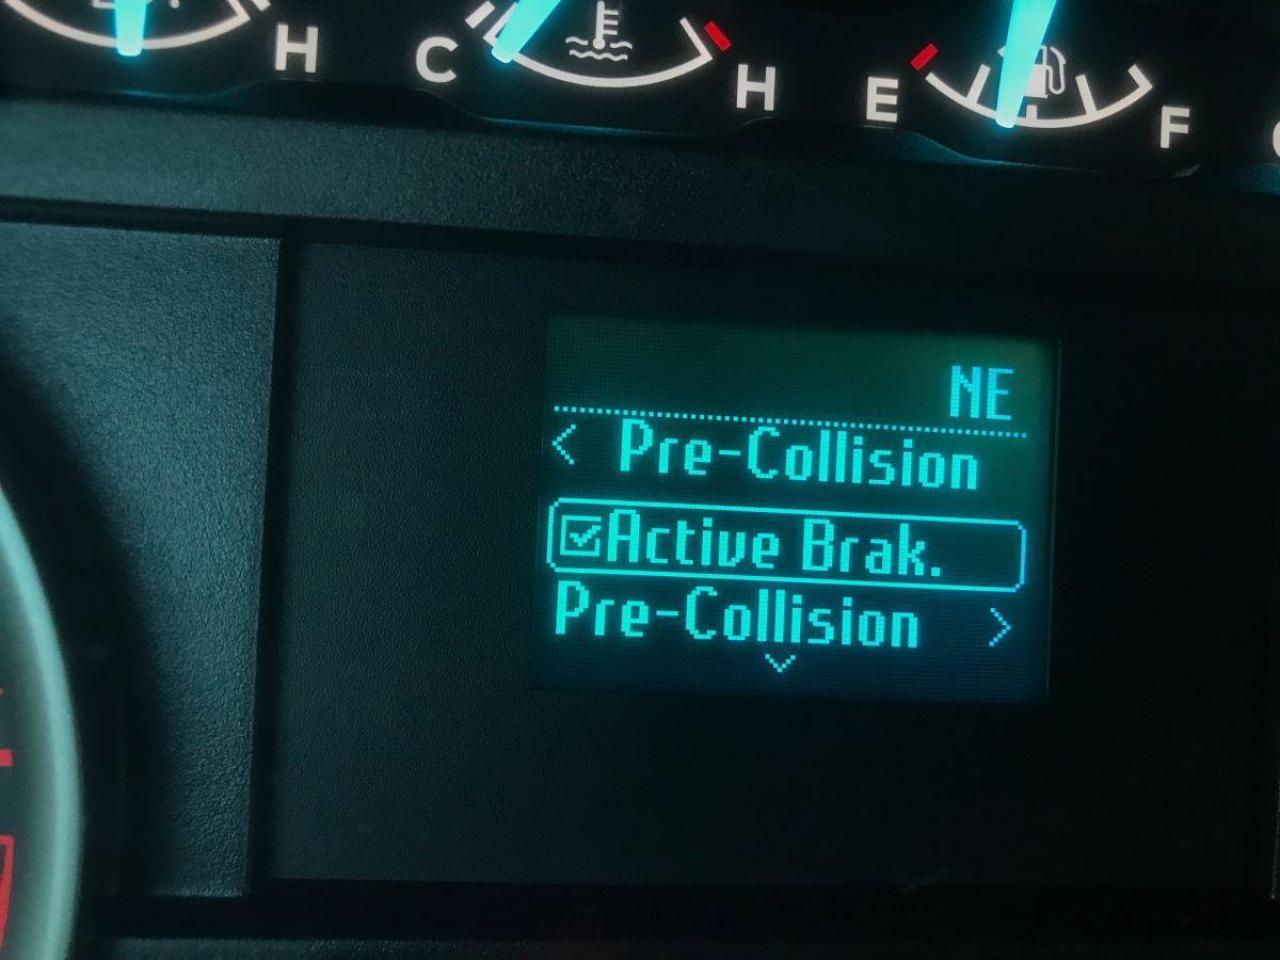 H
C
H
E
F
NE
< Pre-Collision
☑Active Brak.
Pre-Collision >